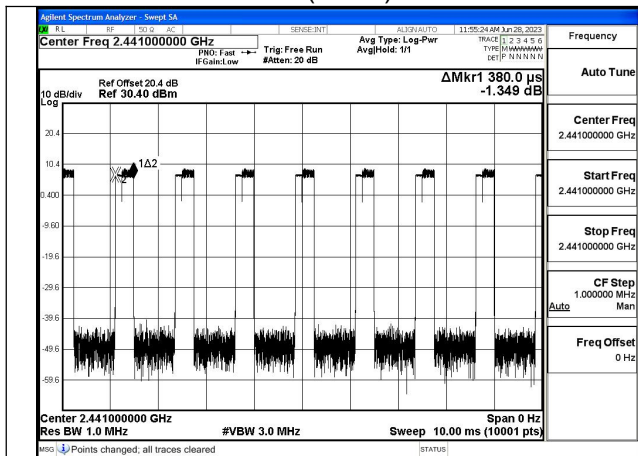 Agilent Spectrum Analyzer - Swept SA
RL RF 50 Ω AC SENSE:INT ALIGN AUTO 11:55:24 AM Jun 28, 2023
Center Freq 2.441000000 GHz
PNO: Fast
IFGain:Low
Trig: Free Run
#Atten: 20 dB
Avg Type: Log-Pwr
Avg|Hold: 1/1
TRACE 1 2 3 4 5 6
TYPE M
DET P N N N N N
Frequency
Auto Tune
Center Freq
2.441000000 GHz
Start Freq
2.441000000 GHz
Stop Freq
2.441000000 GHz
CF Step
1.000000 MHz
Auto Man
Freq Offset
0 Hz
Ref Offset 20.4 dB
10 dB/div Ref 30.40 dBm
Log
ΔMkr1 380.0 µs
-1.349 dB
20.4
10.4
0.400
-9.60
-19.6
-29.6
-39.6
-49.6
-59.6
1Δ2
Center 2.441000000 GHz Span 0 Hz
Res BW 1.0 MHz #VBW 3.0 MHz Sweep 10.00 ms (10001 pts)
MSG Points changed; all traces cleared STATUS